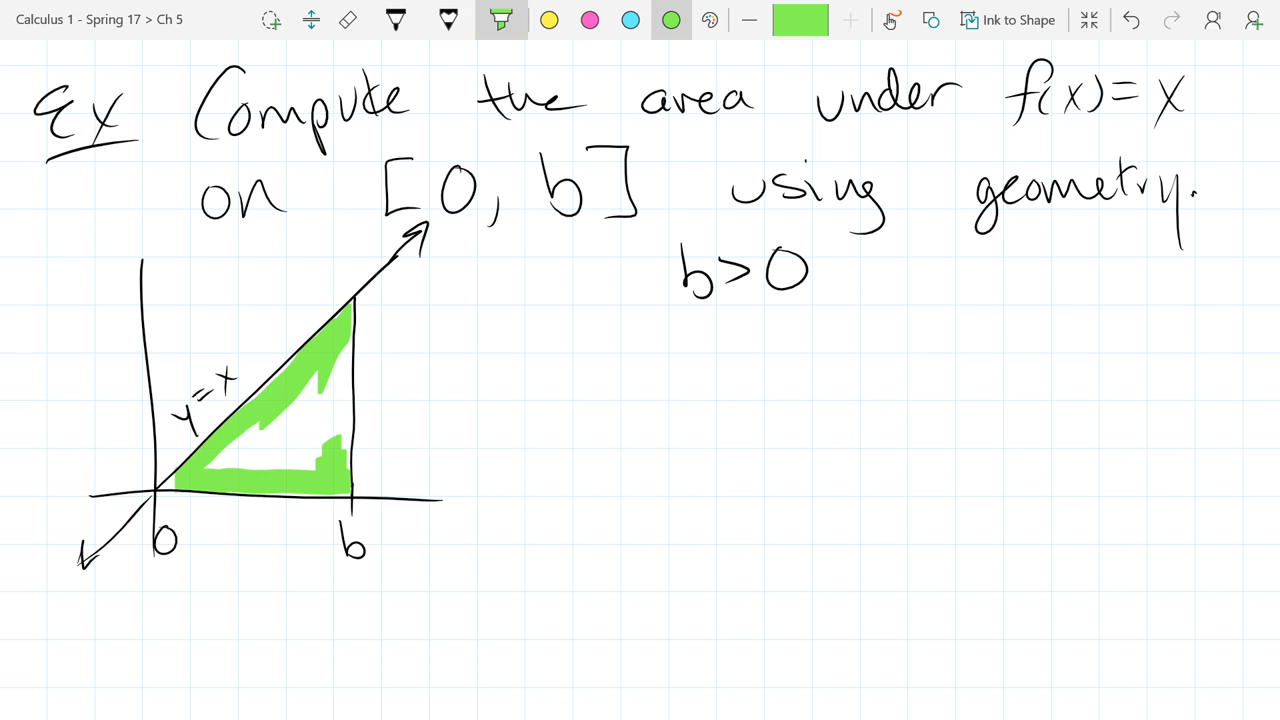 Calculus 1 - Spring 17 > Ch 5
Ink to Shape
Ex Compute the area under f(x)=x
on [0, b] using geometry.
b>0
y=x
0
b